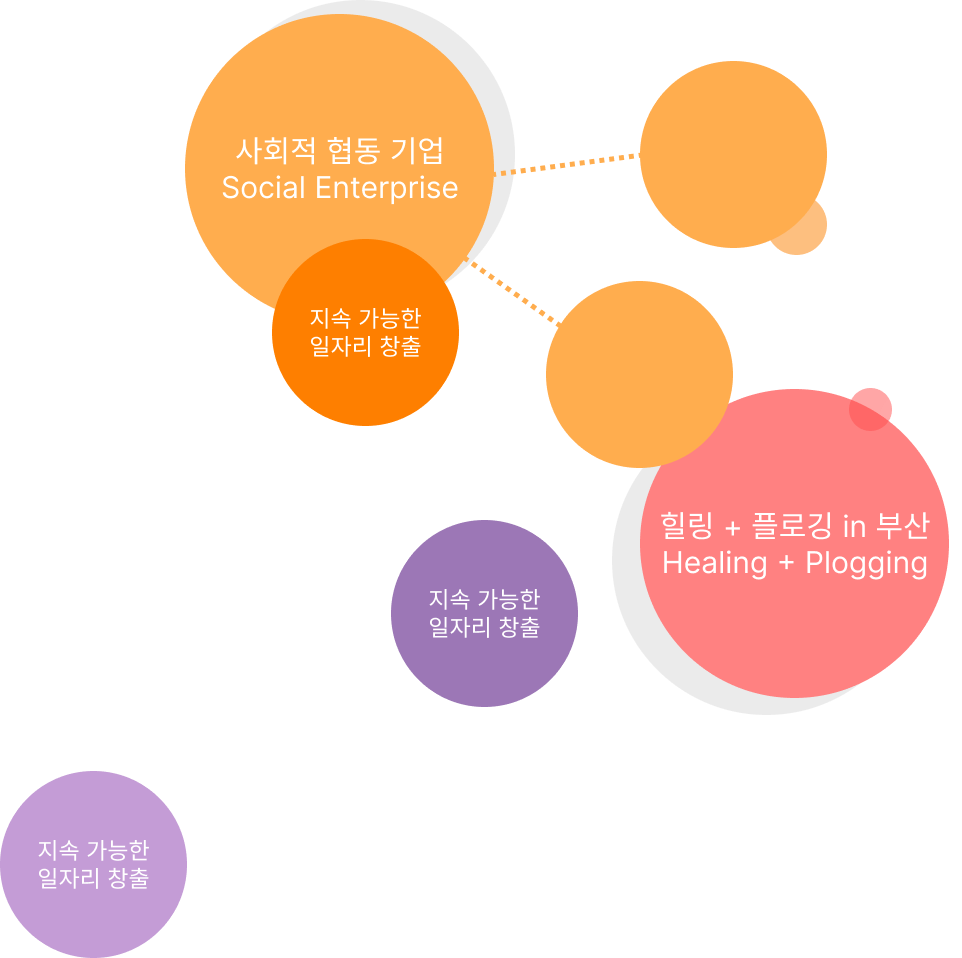 사회적 협동 기업
Social Enterprise
지속 가능한
일자리 창출
힐링 + 플로깅 in 부산
Healing + Plogging
지속 가능한
일자리 창출
지속 가능한
일자리 창출